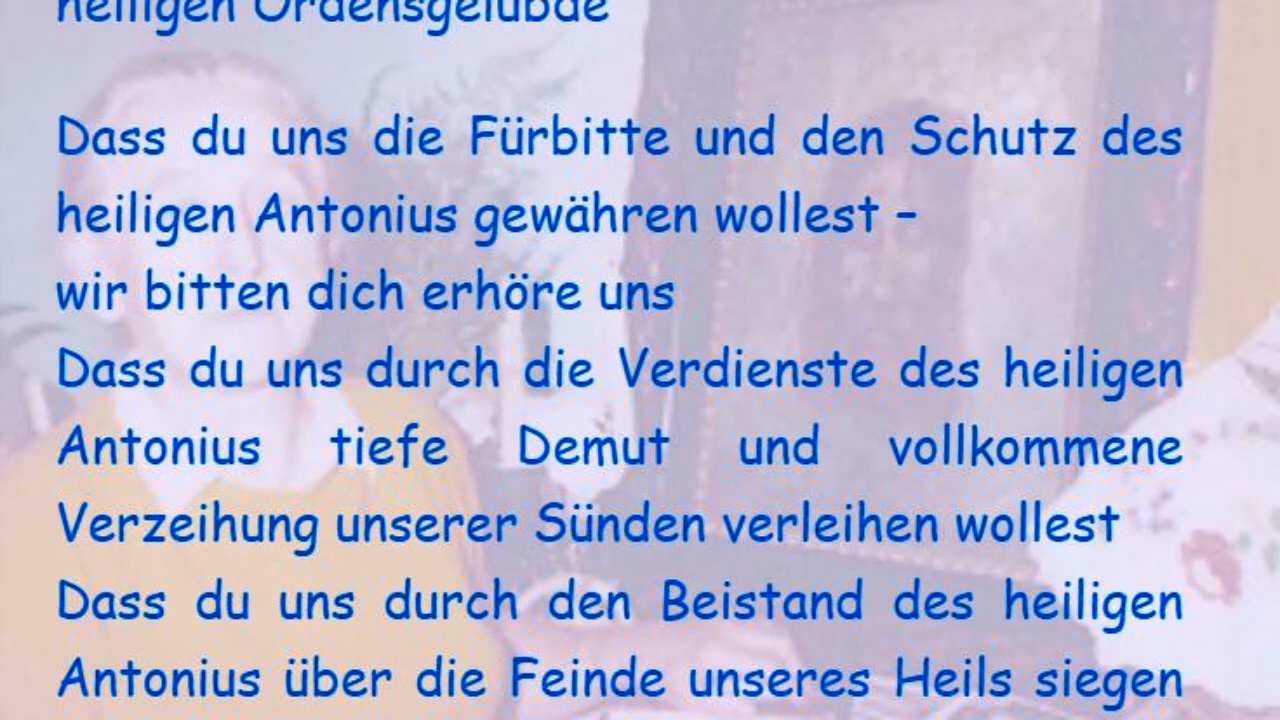 heiligen Ordensgelübde
Dass du uns die Fürbitte und den Schutz des
heiligen Antonius gewähren wollest –
wir bitten dich erhöre uns
Dass du uns durch die Verdienste des heiligen
Antonius tiefe Demut und vollkommene
Verzeihung unserer Sünden verleihen wollest
Dass du uns durch den Beistand des heiligen
Antonius über die Feinde unseres Heils siegen